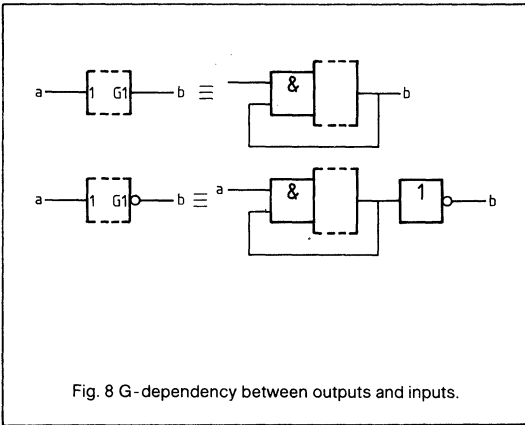 a 1 G1 b ≡ & b
a 1 G1 b ≡ a & 1 b
Fig. 8 G-dependency between outputs and inputs.